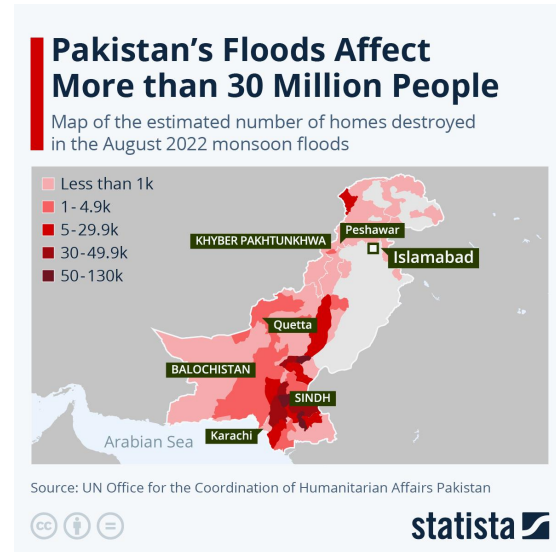 Pakistan's Floods Affect
More than 30 Million People
Map of the estimated number of homes destroyed
in the August 2022 monsoon floods
Less than 1k
1-4.9k
5-29.9k
30-49.9k
50-130k
Peshawar
KHYBER PAKHTUNKHWA
Islamabad
Quetta
BALOCHISTAN
SINDH
Karachi
Arabian Sea
Source: UN Office for the Coordination of Humanitarian Affairs Pakistan
cc
statista